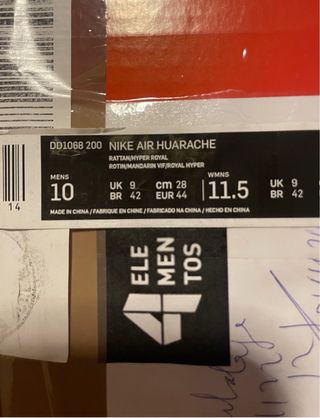 DD1068 200 NIKE AIR HUARACHE
RATTAN/HYPER ROYAL
ROTIN/MANDARIN VIF/ROYAL HYPER
MENS
10
UK 9
BR 42
cm 28
EUR 44
WMNS
11.5
UK 9
BR 42
MADE IN CHINA / FABRIQUE EN CHINE / FABRICADO NA CHINA / HECHO EN CHINA
14
4
ELE
MEN
TOS